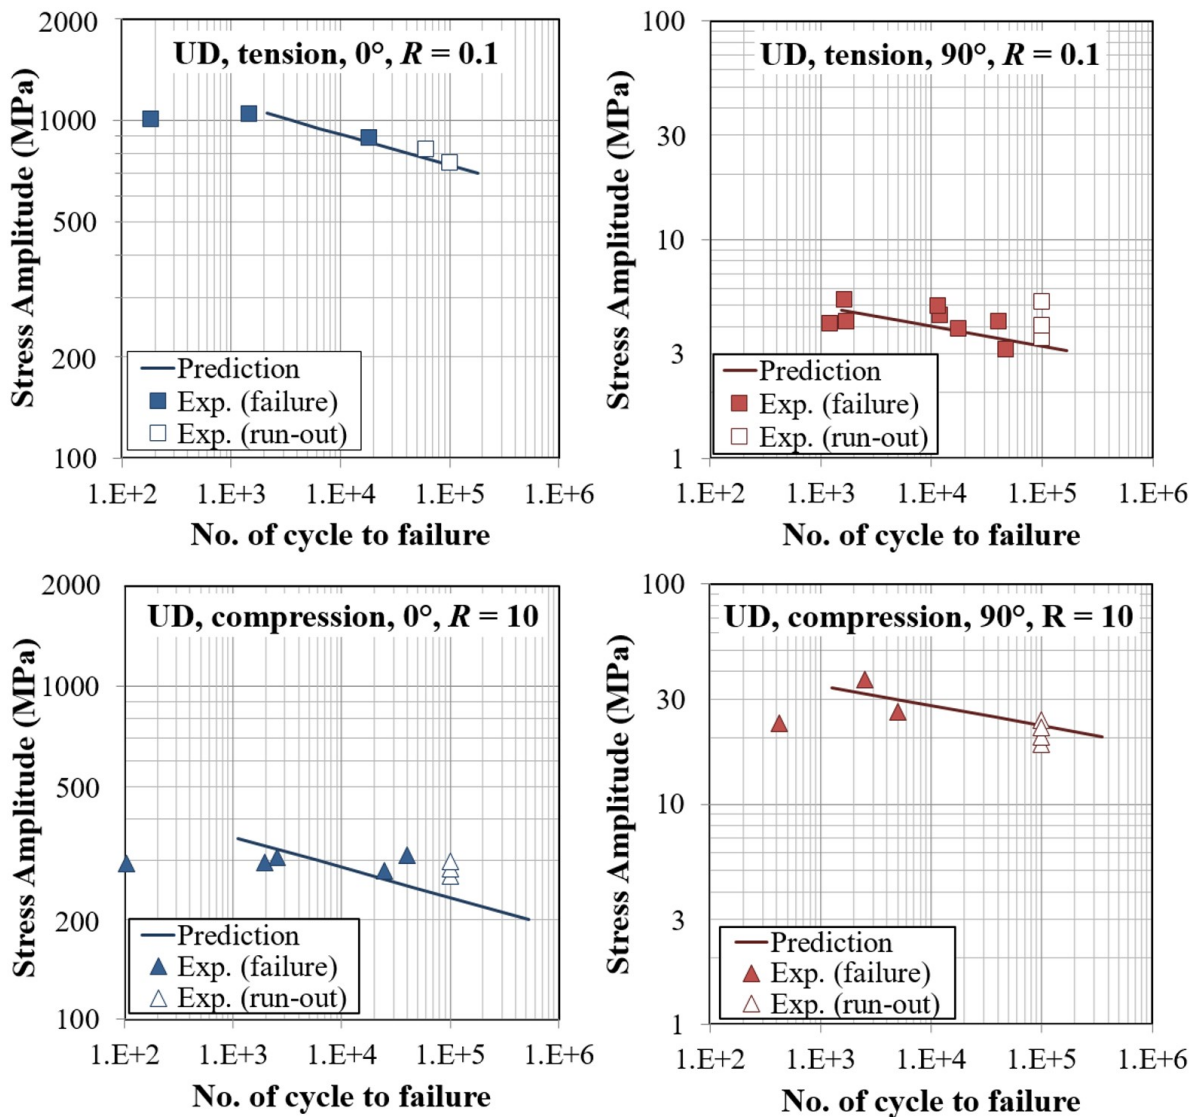 UD, tension, 0°, R = 0.1
Stress Amplitude (MPa)
2000
1000
500
200
100
Prediction
Exp. (failure)
Exp. (run-out)
1.E+2 1.E+3 1.E+4 1.E+5 1.E+6
No. of cycle to failure
UD, tension, 90°, R = 0.1
Stress Amplitude (MPa)
100
30
10
3
1
Prediction
Exp. (failure)
Exp. (run-out)
1.E+2 1.E+3 1.E+4 1.E+5 1.E+6
No. of cycle to failure
UD, compression, 0°, R = 10
Stress Amplitude (MPa)
2000
1000
500
200
100
Prediction
Exp. (failure)
Exp. (run-out)
1.E+2 1.E+3 1.E+4 1.E+5 1.E+6
No. of cycle to failure
UD, compression, 90°, R = 10
Stress Amplitude (MPa)
100
30
10
3
1
Prediction
Exp. (failure)
Exp. (run-out)
1.E+2 1.E+3 1.E+4 1.E+5 1.E+6
No. of cycle to failure